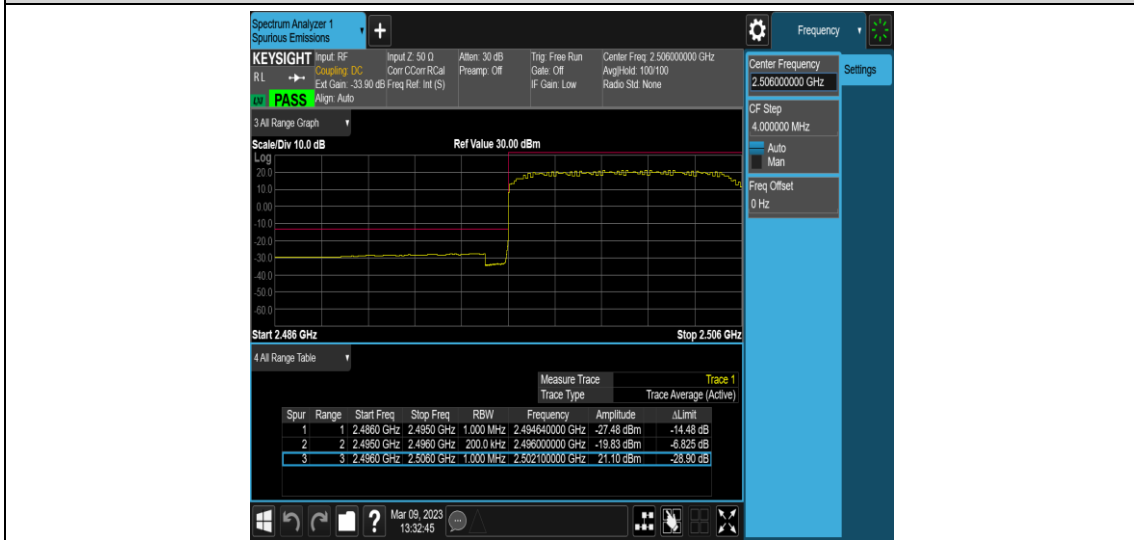 Spectrum Analyzer 1
Spurious Emissions
+
Frequency
KEYSIGHT Input: RF Input Z: 50 Ω Atten: 30 dB Trig: Free Run Center Freq: 2.506000000 GHz
RL Coupling: DC Corr CCorr RCal Preamp: Off Gate: Off Avg|Hold: 100/100
Ext Gain: -33.90 dB Freq Ref: Int (S) IF Gain: Low Radio Std: None
LXI PASS Align: Auto
Center Frequency
2.506000000 GHz
Settings
CF Step
4.000000 MHz
Auto
Man
Freq Offset
0 Hz
3 All Range Graph
Scale/Div 10.0 dB Ref Value 30.00 dBm
Log
20.0
10.0
0.00
-10.0
-20.0
-30.0
-40.0
-50.0
-60.0
Start 2.486 GHz Stop 2.506 GHz
4 All Range Table
Measure Trace Trace 1
Trace Type Trace Average (Active)
Spur Range Start Freq Stop Freq RBW Frequency Amplitude ΔLimit
1 1 2.4860 GHz 2.4950 GHz 1.000 MHz 2.494640000 GHz -27.48 dBm -14.48 dB
2 2 2.4950 GHz 2.4960 GHz 200.0 kHz 2.496000000 GHz -19.83 dBm -6.825 dB
3 3 2.4960 GHz 2.5060 GHz 1.000 MHz 2.502100000 GHz 21.10 dBm -28.90 dB
?
Mar 09, 2023
13:32:45